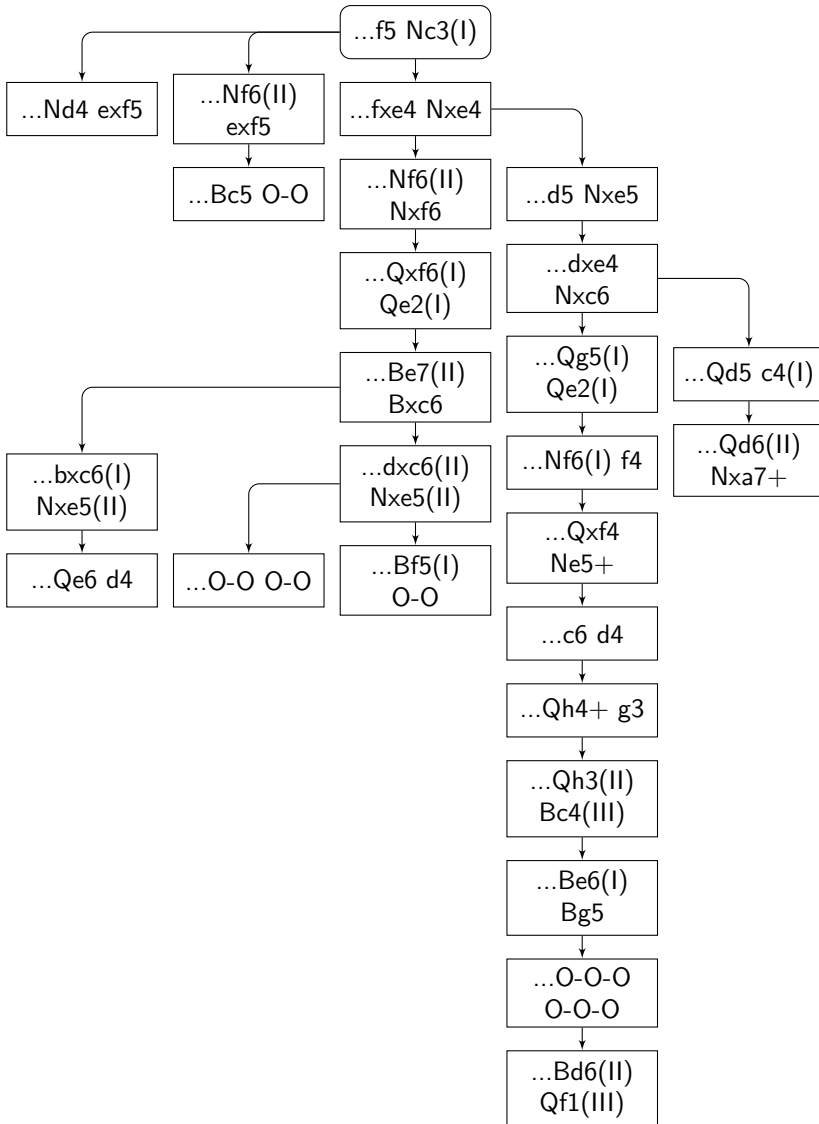 ...f5 Nc3(I)
...Nd4 exf5
...Nf6(II)
exf5
...fxe4 Nxe4
...Bc5 O-O
...Nf6(II)
Nxf6
...d5 Nxe5
...Qxf6(I)
Qe2(I)
...dxe4
Nxc6
...Be7(II)
Bxc6
...Qg5(I)
Qe2(I)
...Qd5 c4(I)
...bxc6(I)
Nxe5(II)
...dxc6(II)
Nxe5(II)
...Nf6(I) f4
...Qd6(II)
Nxa7+
...Qe6 d4
...O-O O-O
...Bf5(I)
O-O
...Qxf4
Ne5+
...c6 d4
...Qh4+ g3
...Qh3(II)
Bc4(III)
...Be6(I)
Bg5
...O-O-O
O-O-O
...Bd6(II)
Qf1(III)